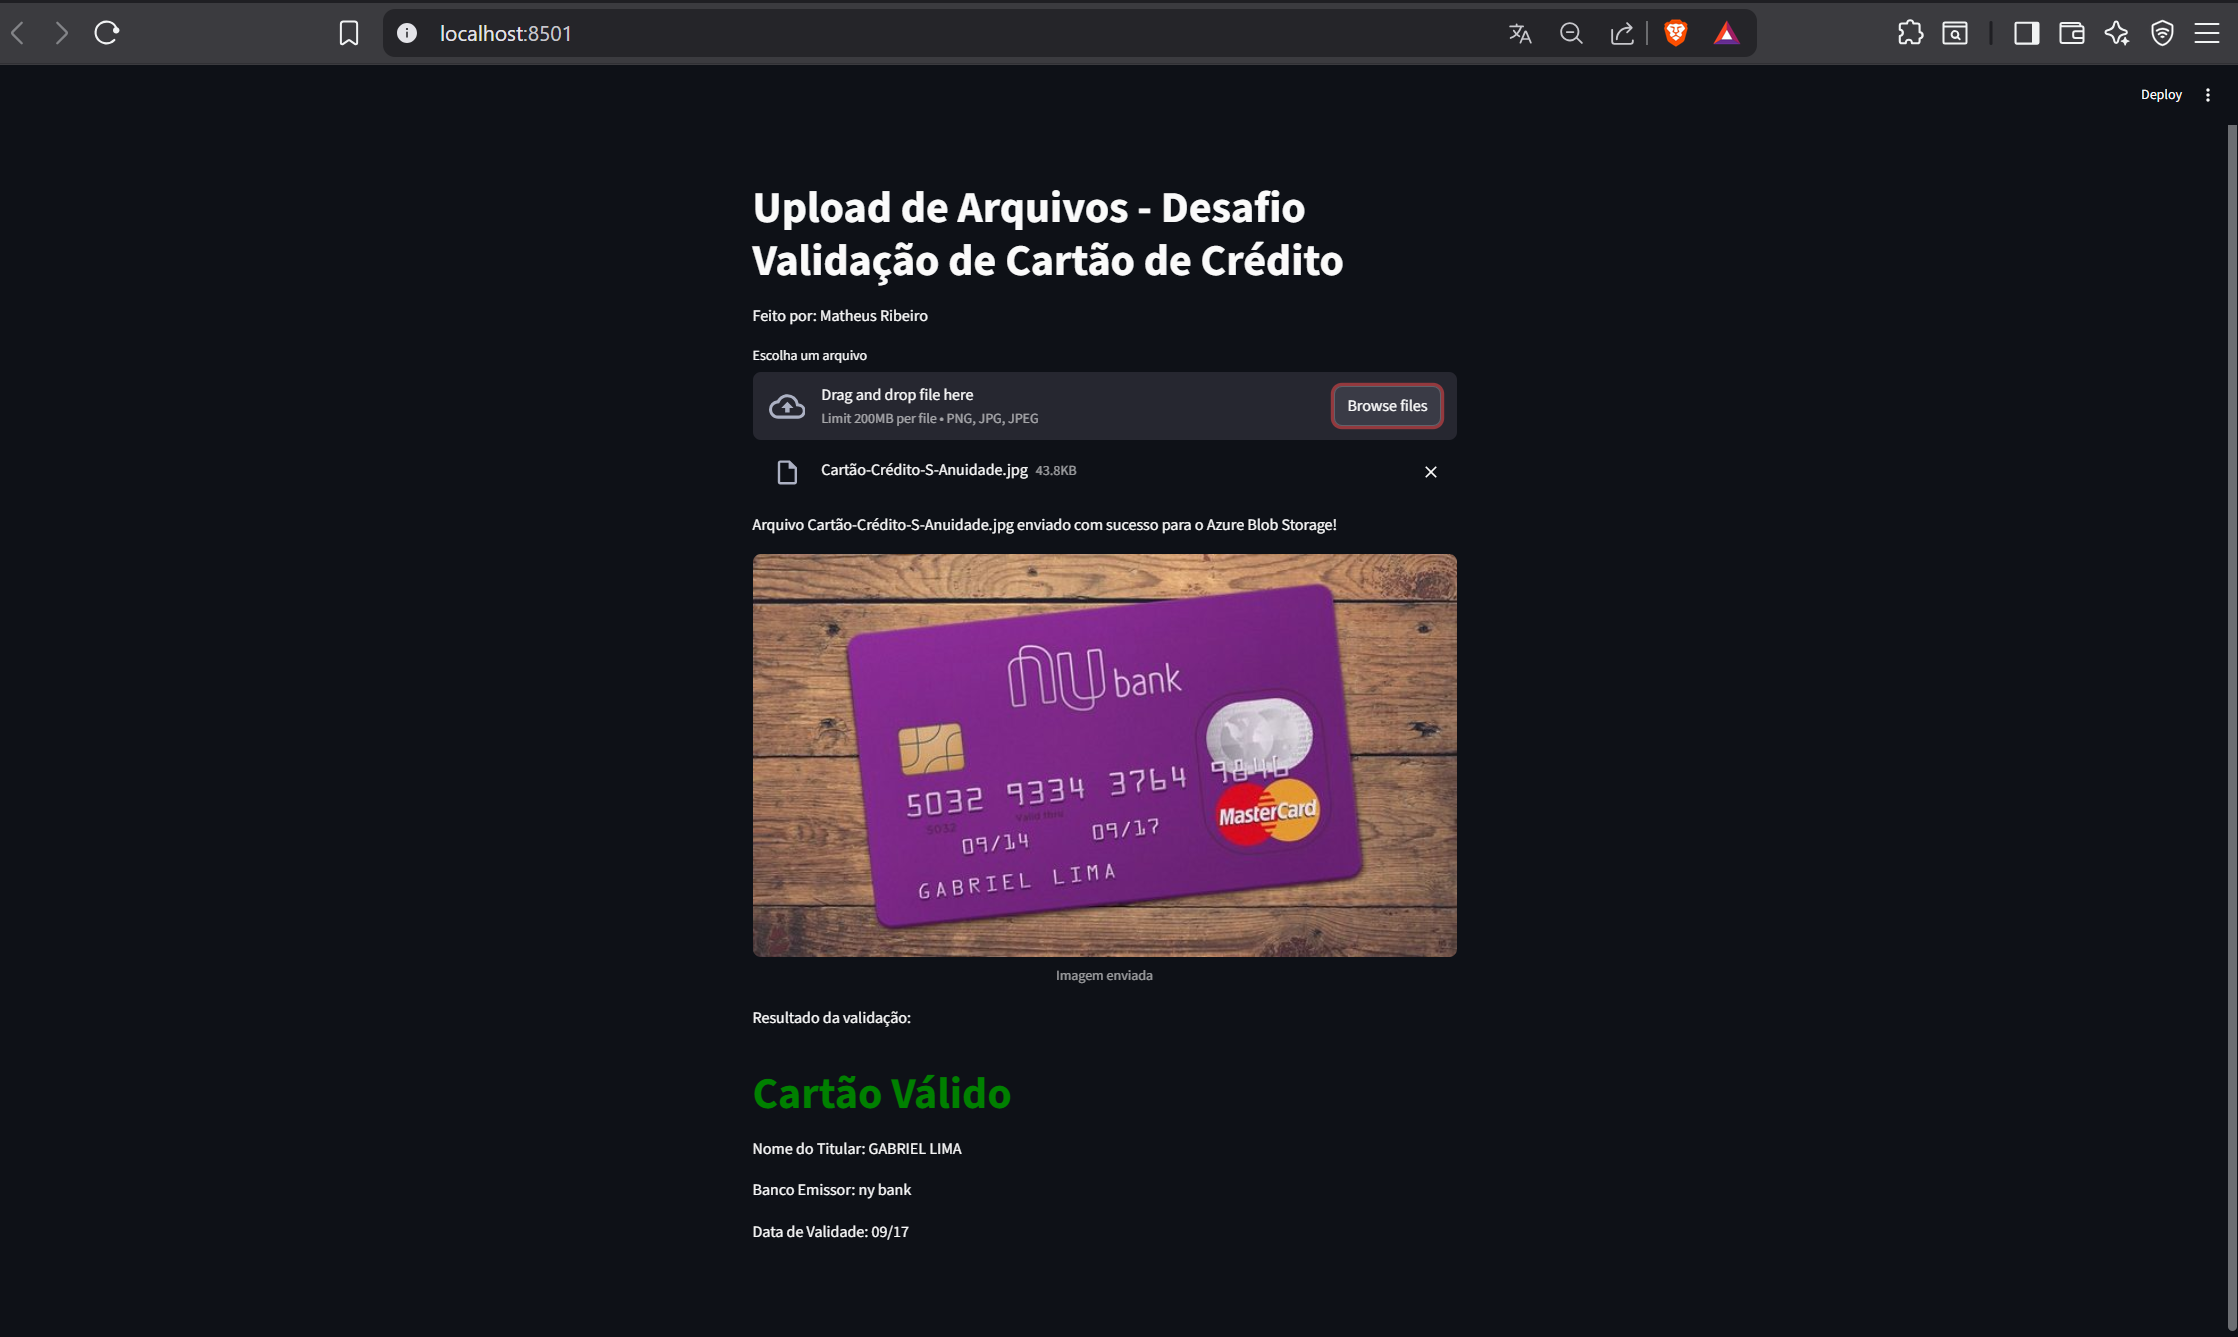 localhost:8501
Deploy
Upload de Arquivos - Desafio
Validação de Cartão de Crédito
Feito por: Matheus Ribeiro
Escolha um arquivo
Drag and drop file here
Limit 200MB per file • PNG, JPG, JPEG
Browse files
Cartão-Crédito-S-Anuidade.jpg 43.8KB
Arquivo Cartão-Crédito-S-Anuidade.jpg enviado com sucesso para o Azure Blob Storage!
nu bank
5032 9334 3764 9846
5032
Valid thru
09/14 09/17
MasterCard
GABRIEL LIMA
Imagem enviada
Resultado da validação:
Cartão Válido
Nome do Titular: GABRIEL LIMA
Banco Emissor: ny bank
Data de Validade: 09/17